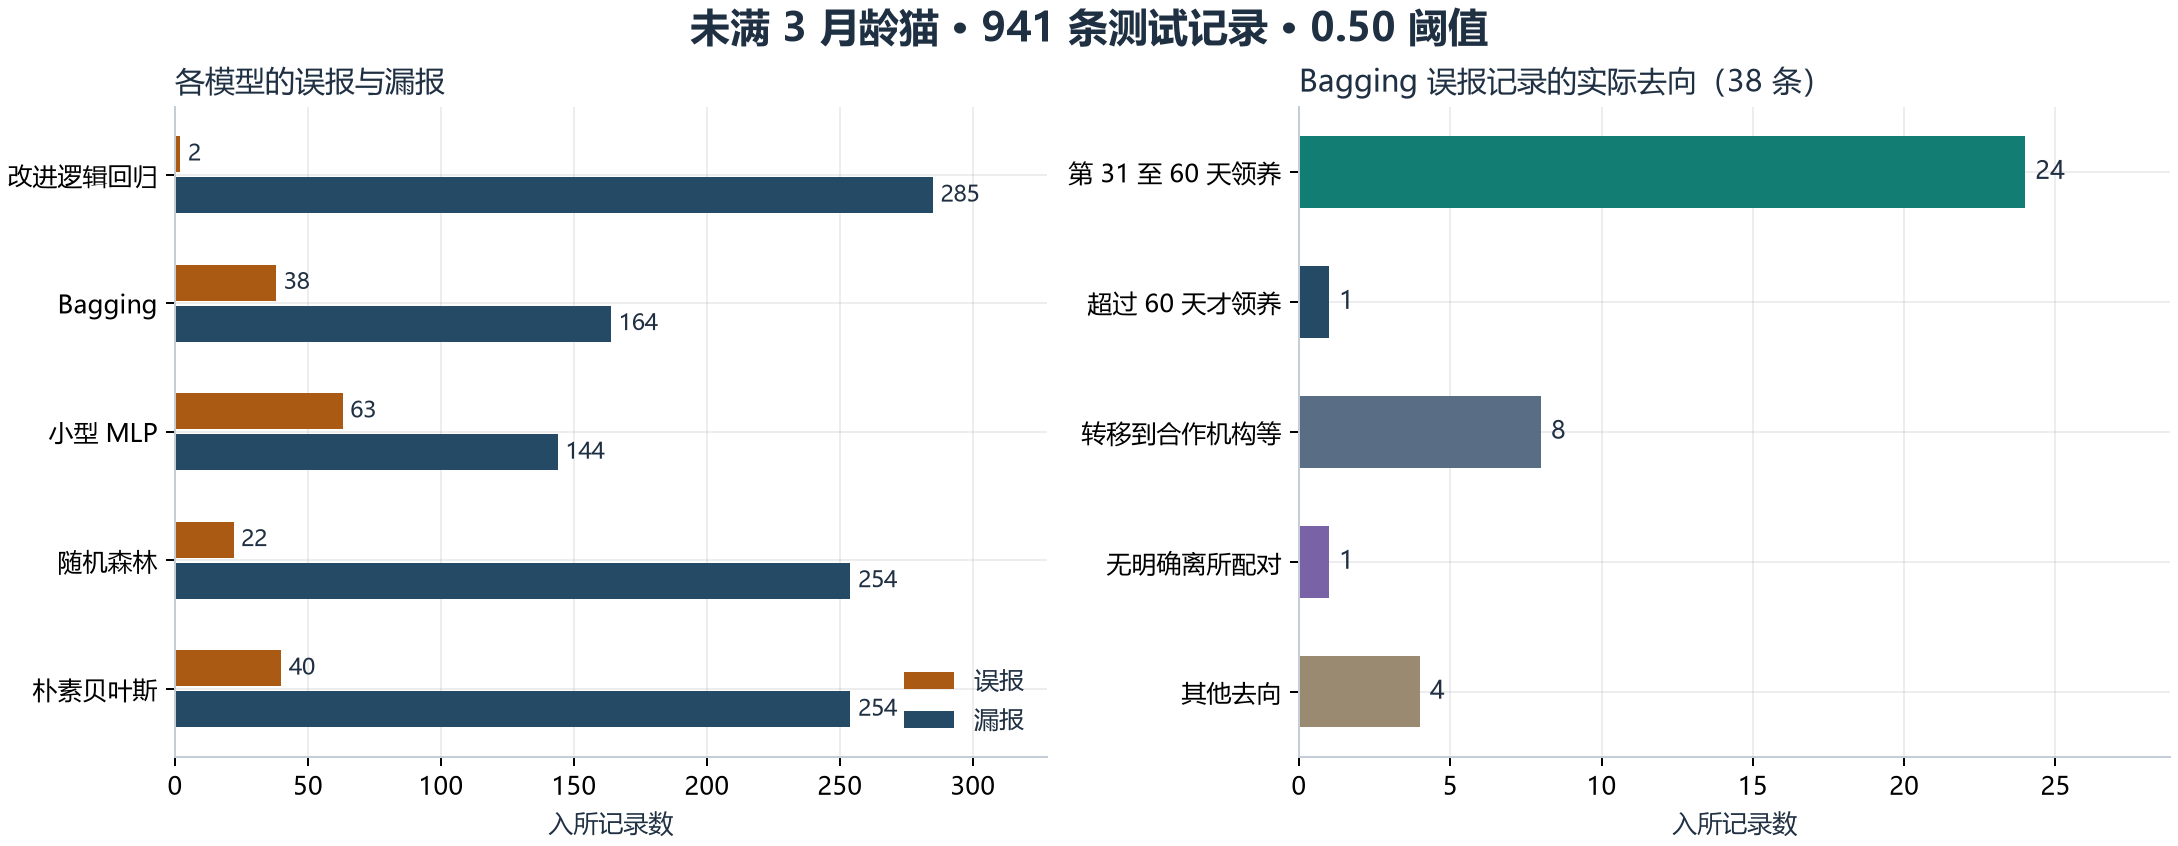 未满 3 月龄猫 • 941 条测试记录 • 0.50 阈值
各模型的误报与漏报
改进逻辑回归
2
285
Bagging
38
164
小型 MLP
63
144
随机森林
22
254
朴素贝叶斯
40
254
误报
漏报
0 50 100 150 200 250 300
入所记录数
Bagging 误报记录的实际去向（38 条）
第 31 至 60 天领养
24
超过 60 天才领养
1
转移到合作机构等
8
无明确离所配对
1
其他去向
4
0 5 10 15 20 25
入所记录数